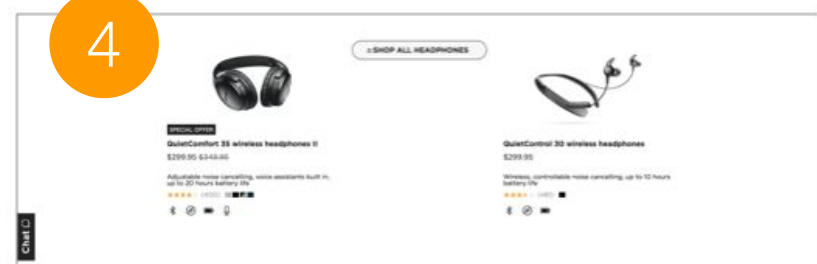 4
SHOP ALL HEADPHONES
SPECIAL OFFER
QuietComfort 35 wireless headphones II
$299.95 $349.95
Adjustable noise cancelling, voice assistants built in,
up to 20 hours battery life
QuietControl 30 wireless headphones
$299.95
Wireless, controllable noise cancelling, up to 10 hours
battery life
Chat